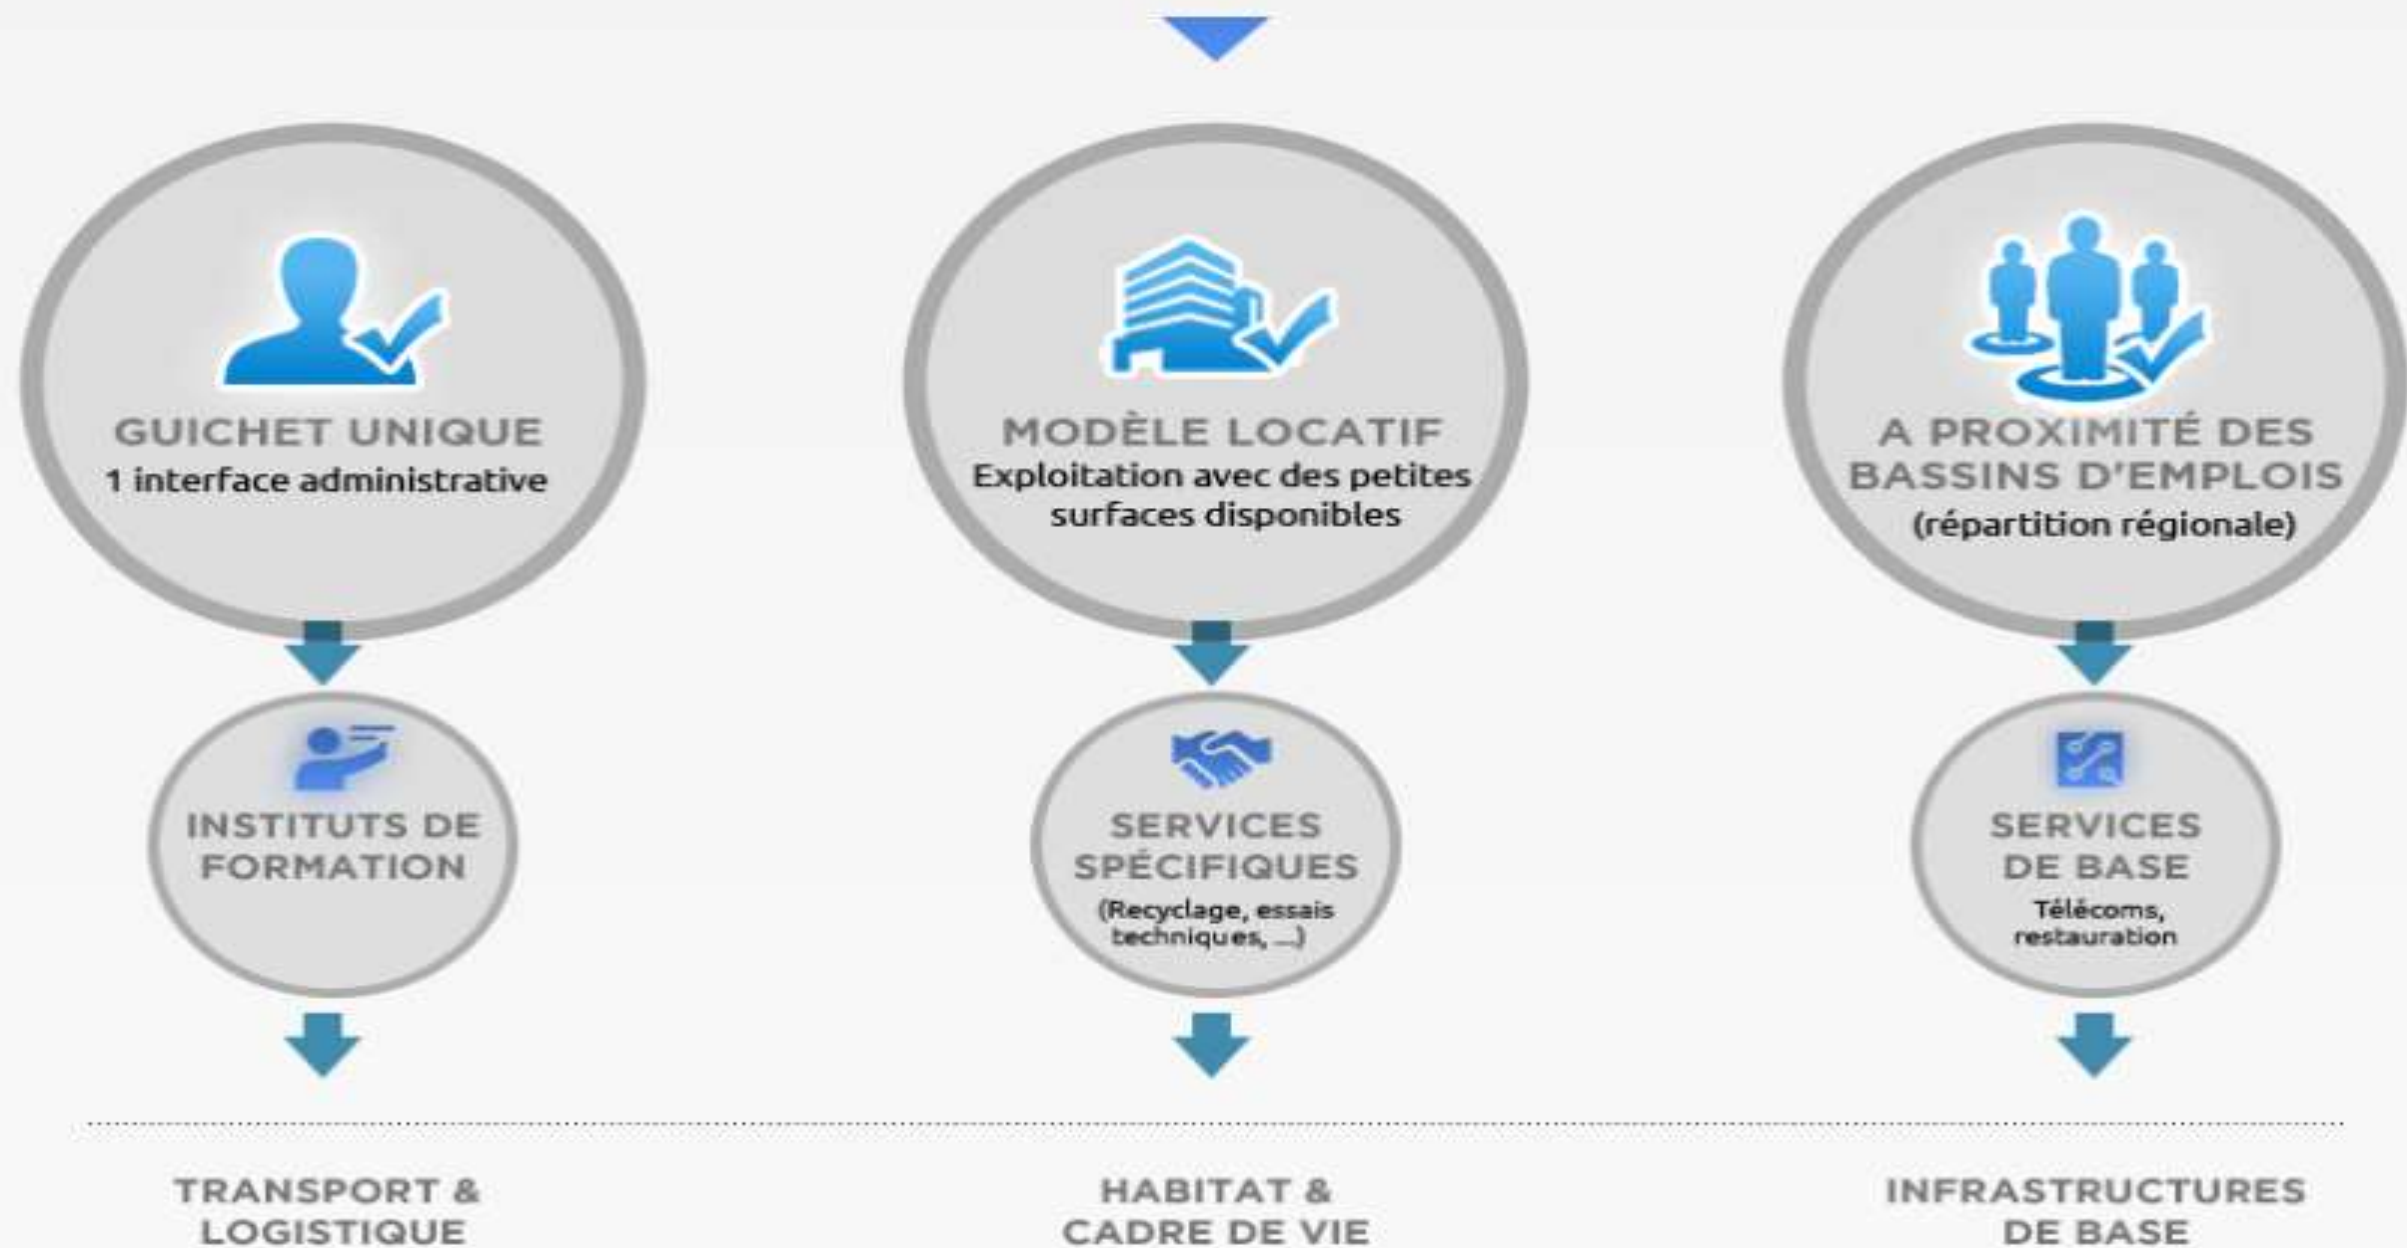 GUICHET UNIQUE
1 interface administrative
MODÈLE LOCATIF
Exploitation avec des petites
surfaces disponibles
A PROXIMITÉ DES
BASSINS D'EMPLOIS
(répartition régionale)
INSTITUTS DE
FORMATION
SERVICES
SPÉCIFIQUES
(Recyclage, essais
techniques, ...)
SERVICES
DE BASE
Télécoms,
restauration
TRANSPORT &
LOGISTIQUE
HABITAT &
CADRE DE VIE
INFRASTRUCTURES
DE BASE